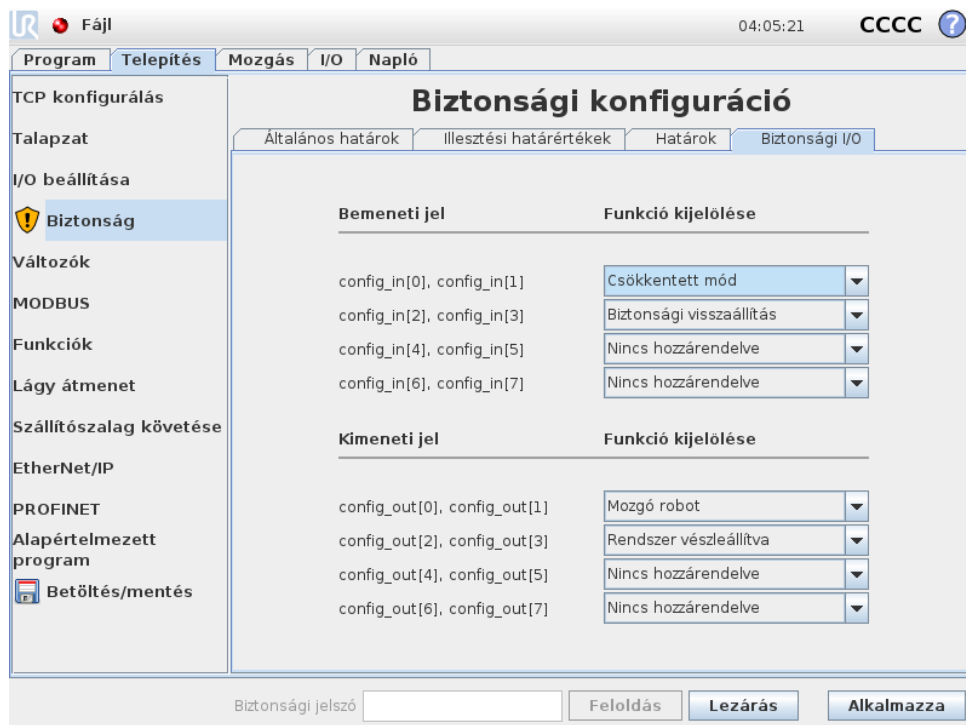 UR Fájl 04:05:21 CCCC ?
Program Telepítés Mozgás I/O Napló
TCP konfigurálás
Talapzat
I/O beállítása
Biztonság
Változók
MODBUS
Funkciók
Lágy átmenet
Szállítószalag követése
EtherNet/IP
PROFINET
Alapértelmezett
program
Betöltés/mentés
Biztonsági konfiguráció
Általános határok Illesztési határértékek Határok Biztonsági I/O
Bemeneti jel Funkció kijelölése
config_in[0], config_in[1] Csökkentett mód
config_in[2], config_in[3] Biztonsági visszaállítás
config_in[4], config_in[5] Nincs hozzárendelve
config_in[6], config_in[7] Nincs hozzárendelve
Kimeneti jel Funkció kijelölése
config_out[0], config_out[1] Mozgó robot
config_out[2], config_out[3] Rendszer vészleállítva
config_out[4], config_out[5] Nincs hozzárendelve
config_out[6], config_out[7] Nincs hozzárendelve
Biztonsági jelszó Feloldás Lezárás Alkalmazza